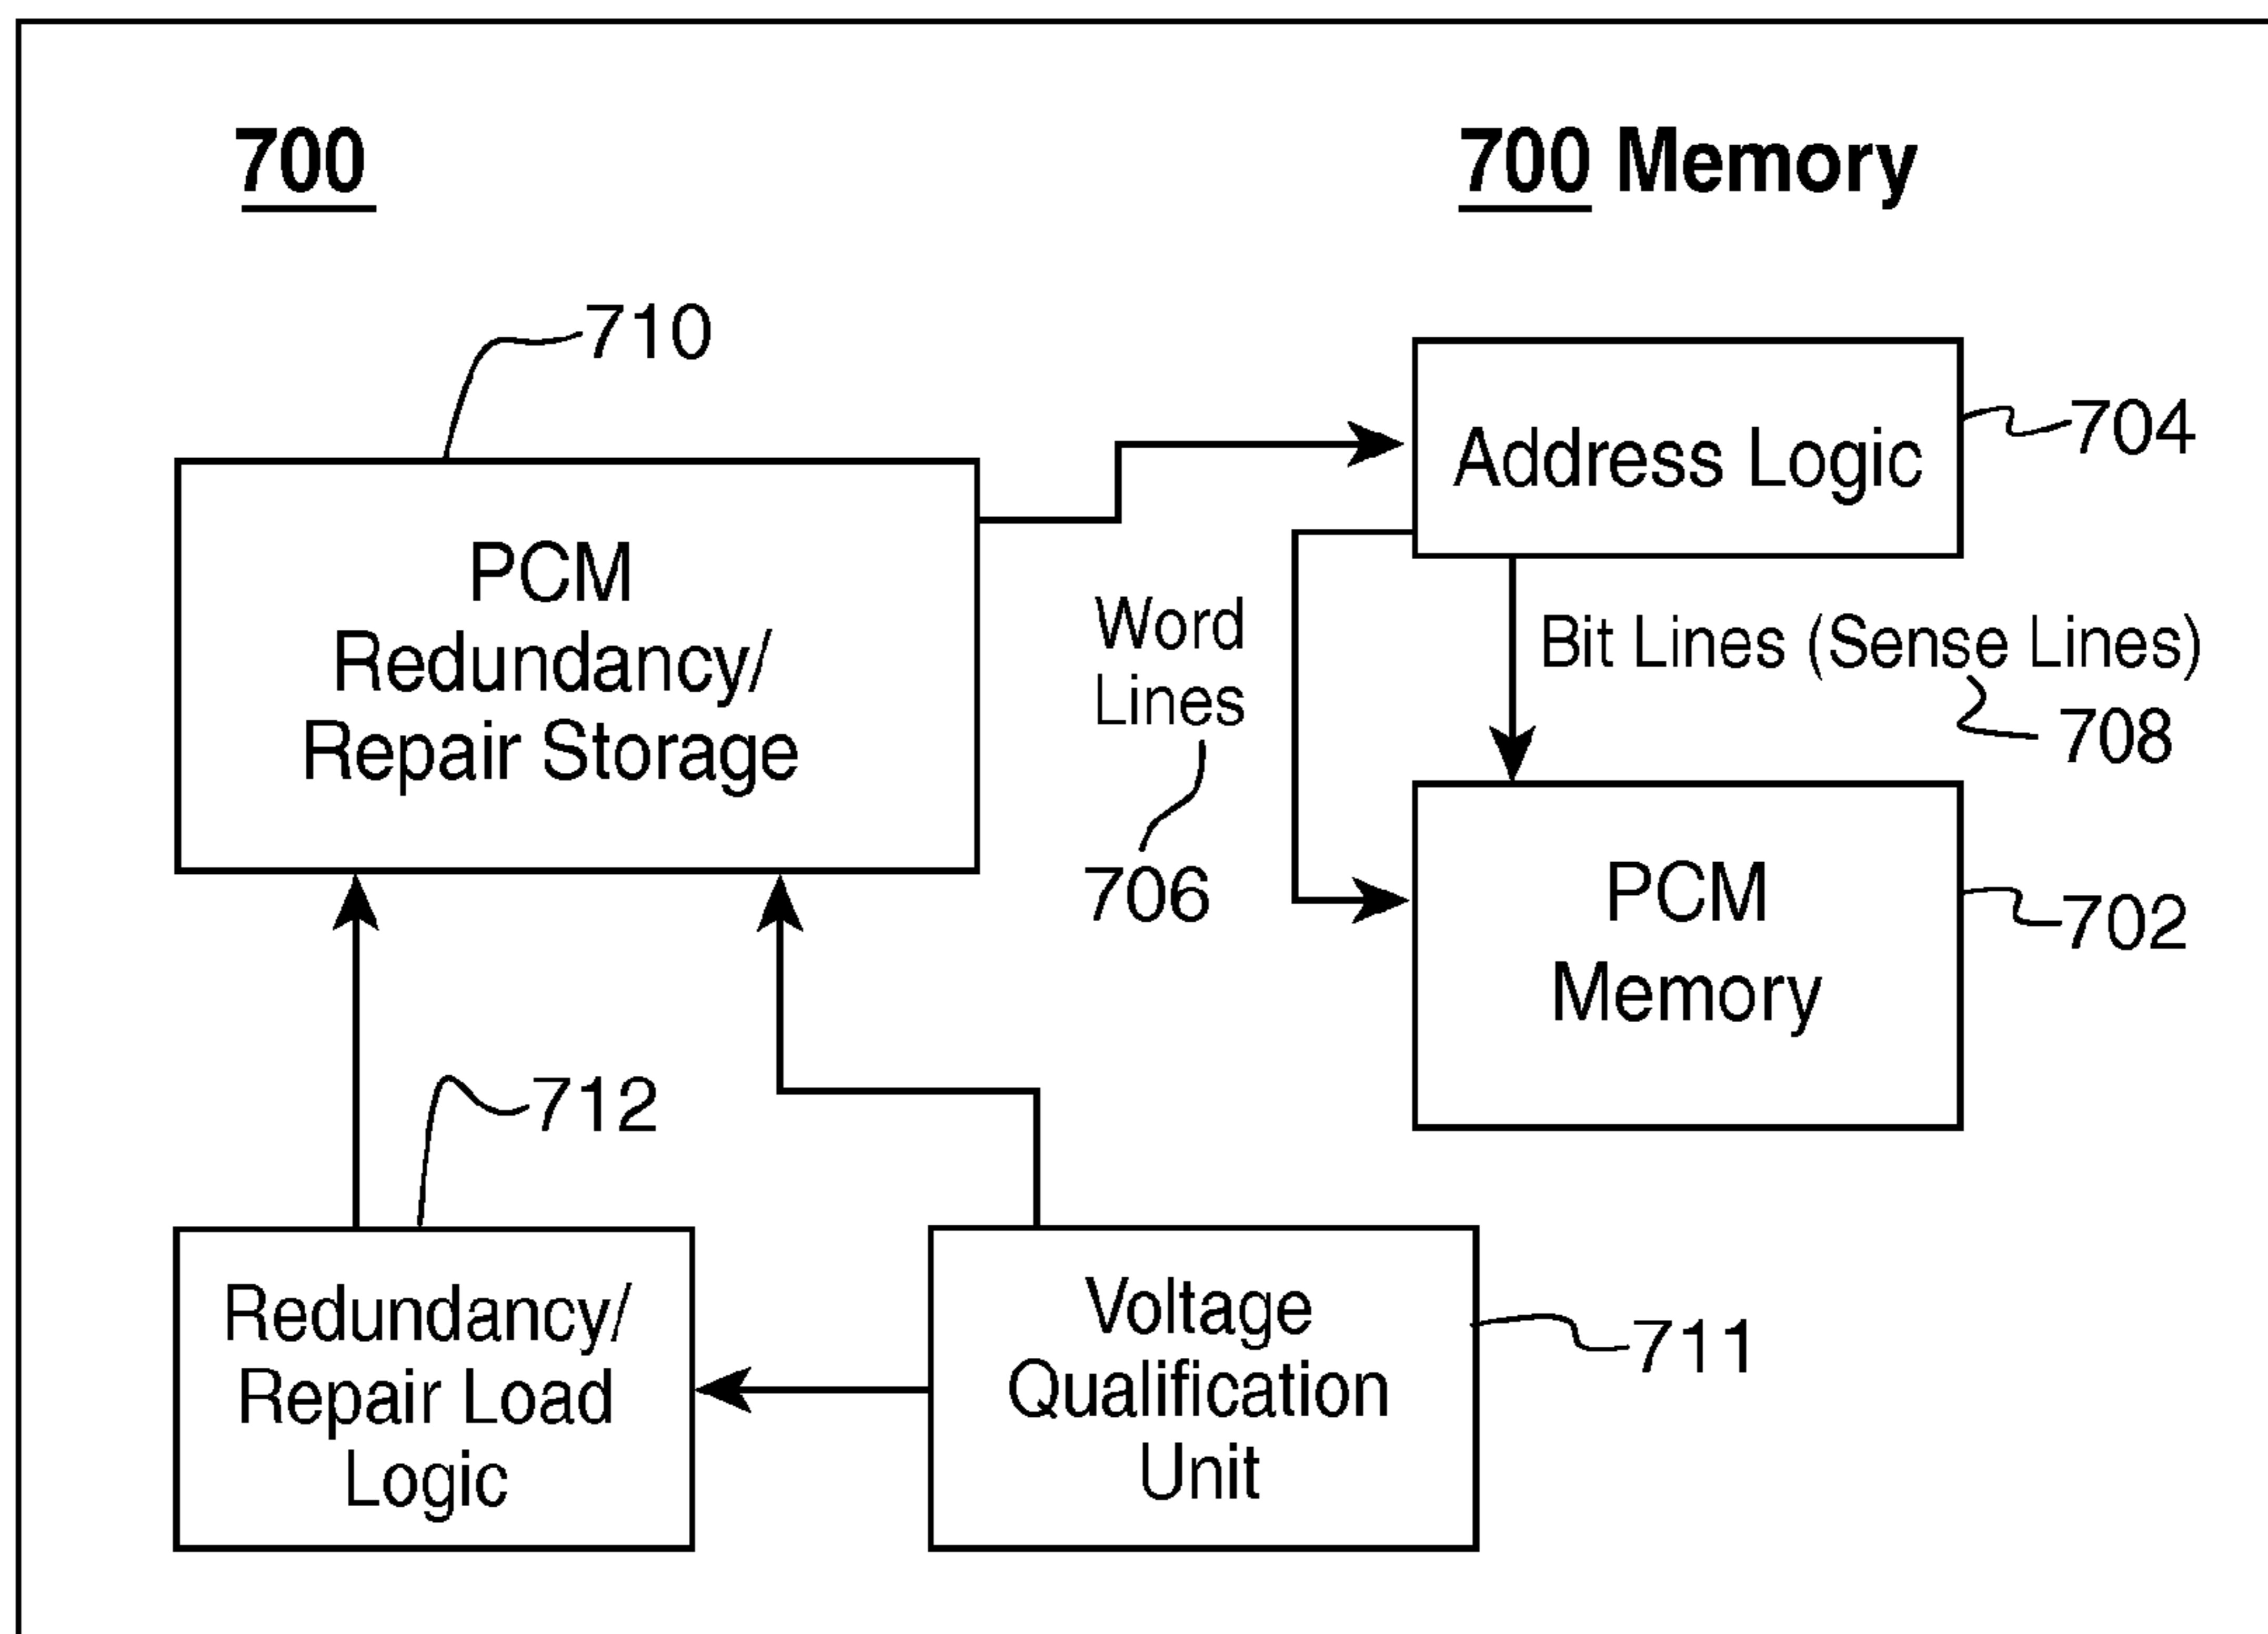 700
700 Memory
710
Address Logic
704
PCM
Redundancy/
Repair Storage
Word
Lines
706
Bit Lines (Sense Lines)
708
PCM
Memory
702
712
Redundancy/
Repair Load
Logic
Voltage
Qualification
Unit
711